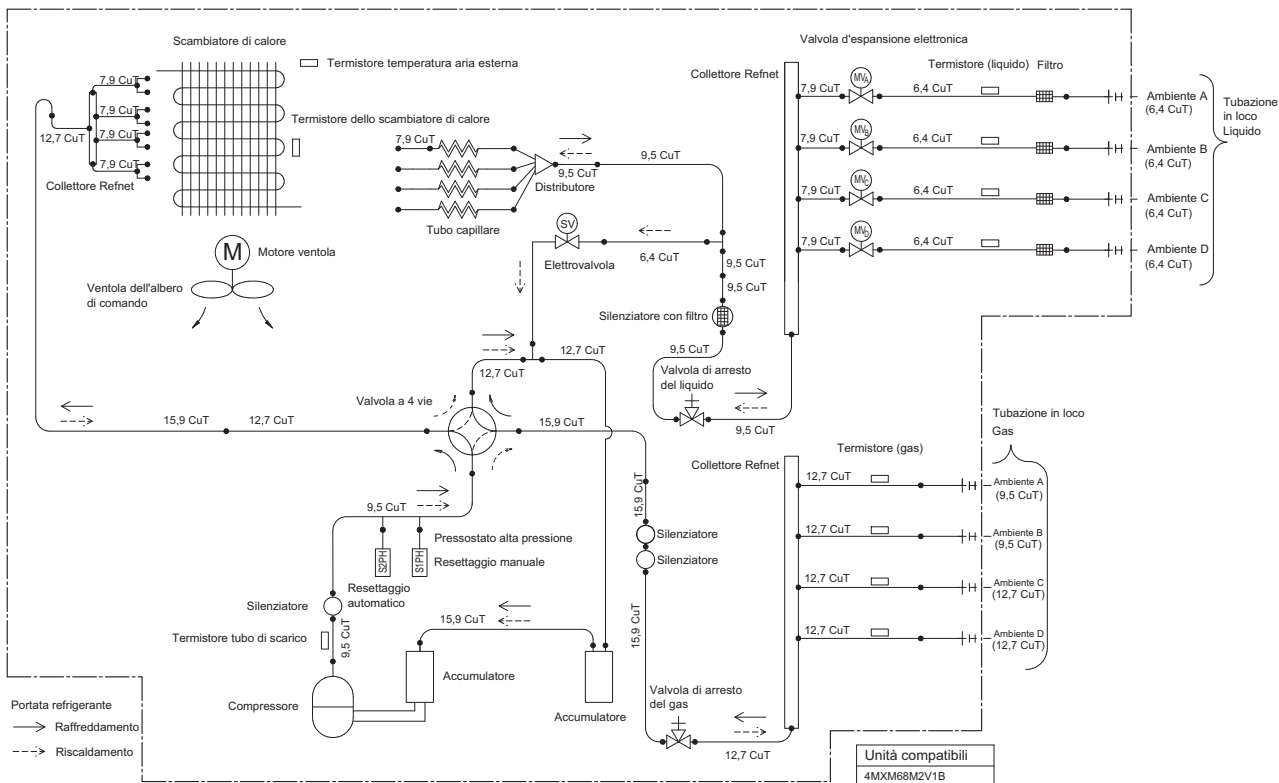 Scambiatore di calore
Termistore temperatura aria esterna
7,9 CuT
7,9 CuT
7,9 CuT
7,9 CuT
12,7 CuT
Collettore Refnet
Termistore dello scambiatore di calore
7,9 CuT
Tubo capillare
Distributore
9,5 CuT
9,5 CuT
M
Motore ventola
Ventola dell'albero
di comando
SV
Elettrovalvola
6,4 CuT
9,5 CuT
9,5 CuT
Silenziatore con filtro
9,5 CuT
Valvola di arresto
del liquido
9,5 CuT
Valvola d'espansione elettronica
Collettore Refnet
Termistore (liquido)
Filtro
7,9 CuT
MVA
6,4 CuT
Ambiente A
(6,4 CuT)
7,9 CuT
MVB
6,4 CuT
Ambiente B
(6,4 CuT)
7,9 CuT
MVC
6,4 CuT
Ambiente C
(6,4 CuT)
7,9 CuT
MVD
6,4 CuT
Ambiente D
(6,4 CuT)
Tubazione
in loco
Liquido
12,7 CuT
12,7 CuT
Valvola a 4 vie
15,9 CuT
12,7 CuT
15,9 CuT
9,5 CuT
Pressostato alta pressione
S2PH
S1PH
Resettaggio manuale
Resettaggio
automatico
Silenziatore
Termistore tubo di scarico
9,5 CuT
Compressore
15,9 CuT
Accumulatore
Accumulatore
15,9 CuT
Silenziatore
Silenziatore
15,9 CuT
Valvola di arresto
del gas
12,7 CuT
Collettore Refnet
Termistore (gas)
Tubazione in loco
Gas
12,7 CuT
Ambiente A
(9,5 CuT)
12,7 CuT
Ambiente B
(9,5 CuT)
12,7 CuT
Ambiente C
(12,7 CuT)
12,7 CuT
Ambiente D
(12,7 CuT)
Portata refrigerante
Raffreddamento
Riscaldamento
Unità compatibili
4MXM68M2V1B